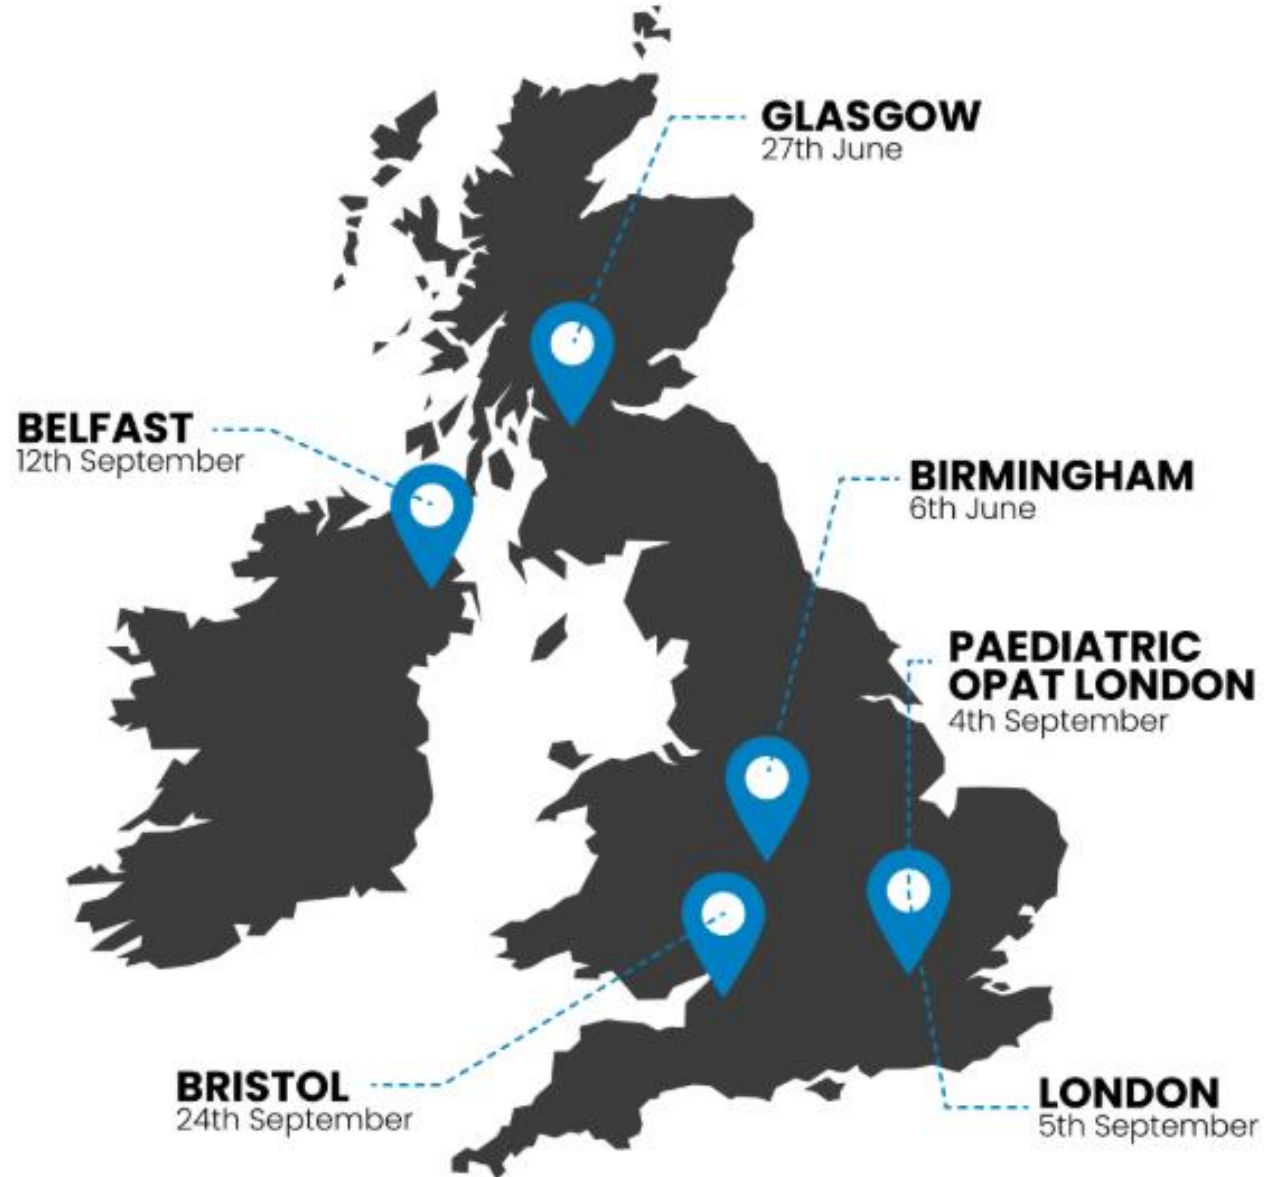 GLASGOW
27th June
BELFAST
12th September
BIRMINGHAM
6th June
PAEDIATRIC
OPAT LONDON
4th September
BRISTOL
24th September
LONDON
5th September